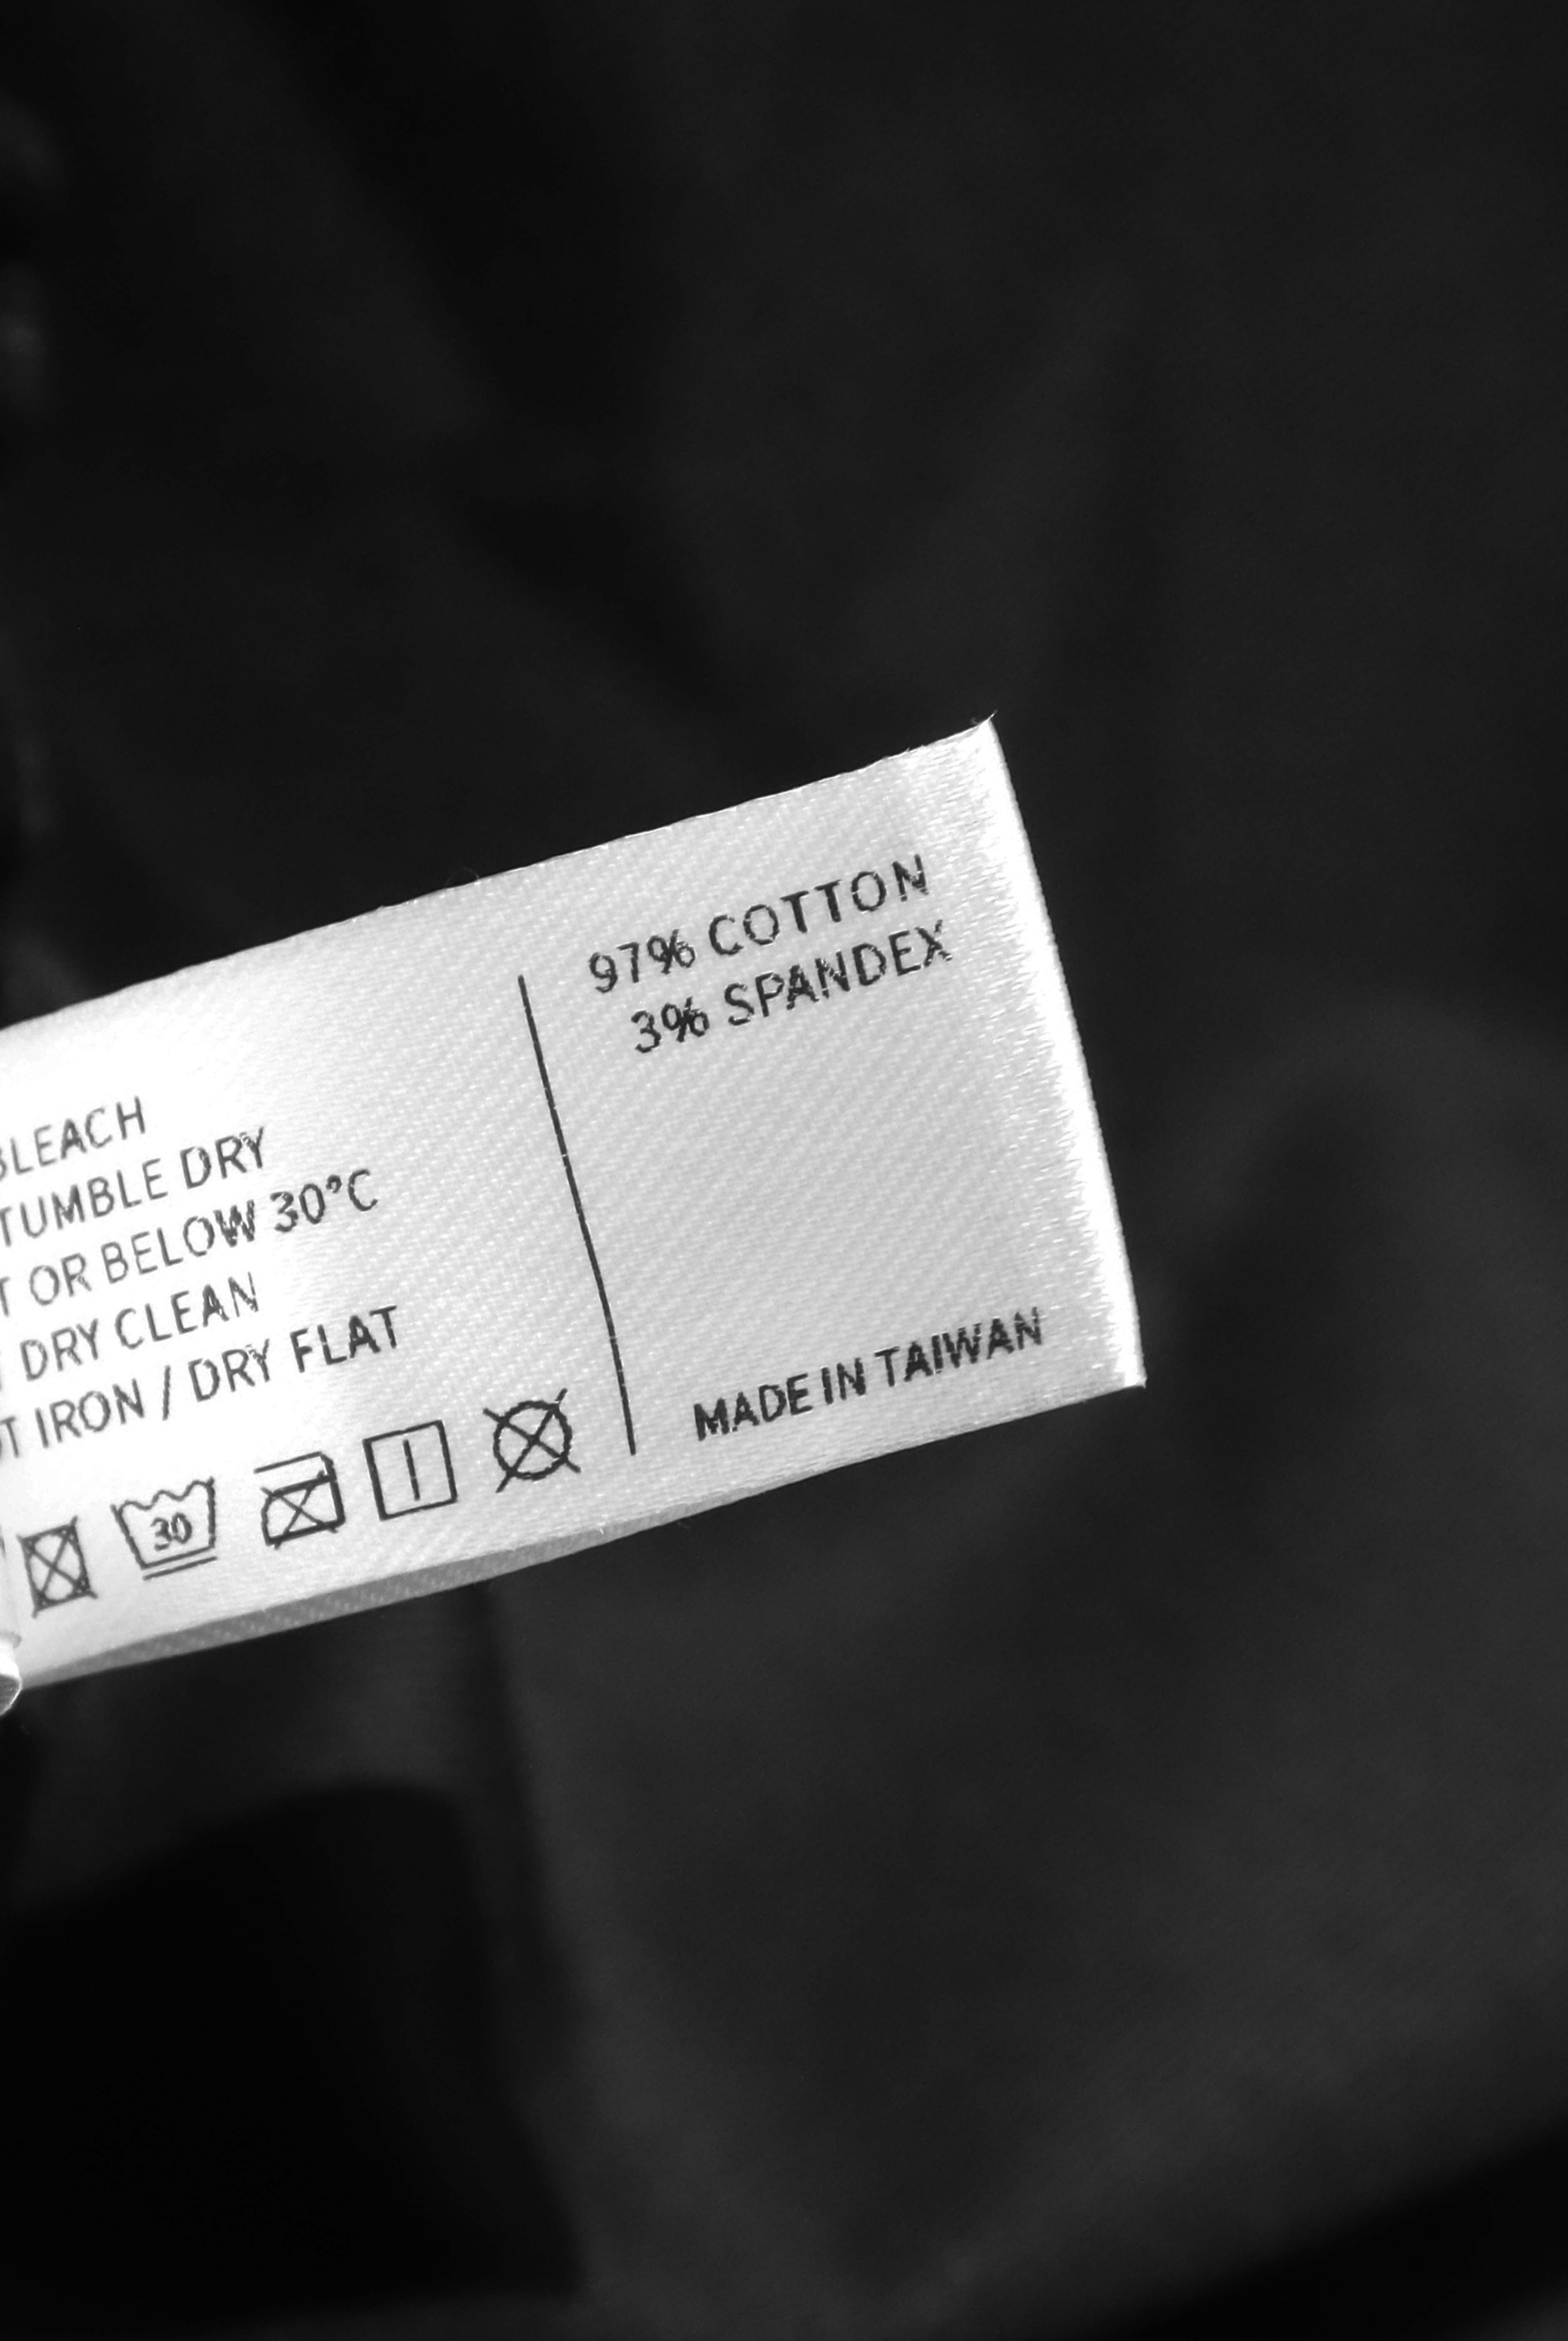 BLEACH
TUMBLE DRY
T OR BELOW 30°C
DRY CLEAN
OT IRON / DRY FLAT
30
97% COTTON
3% SPANDEX
MADE IN TAIWAN